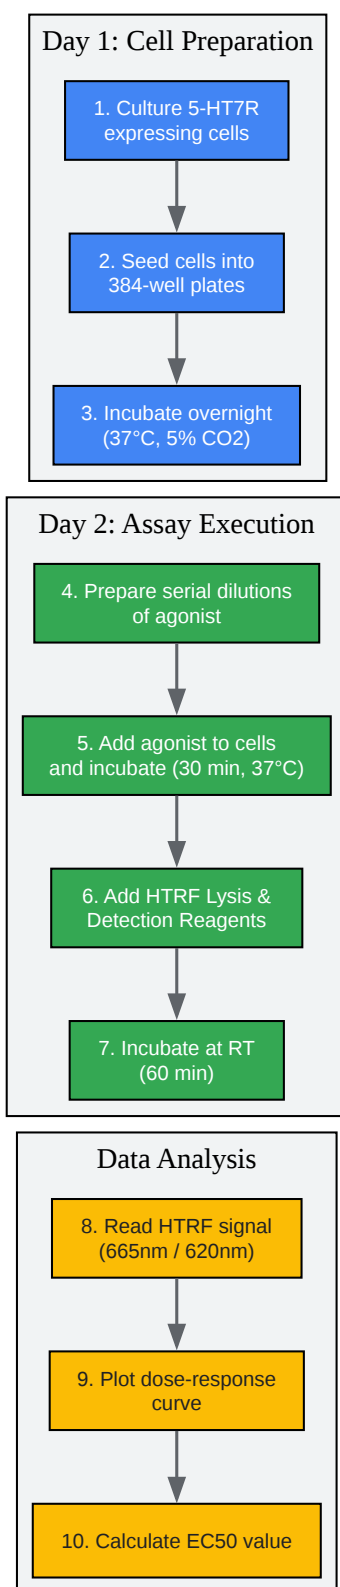 Day 1: Cell Preparation
1. Culture 5-HT7R
expressing cells
2. Seed cells into
384-well plates
3. Incubate overnight
(37°C, 5% CO2)
Day 2: Assay Execution
4. Prepare serial dilutions
of agonist
5. Add agonist to cells
and incubate (30 min, 37°C)
6. Add HTRF Lysis &
Detection Reagents
7. Incubate at RT
(60 min)
Data Analysis
8. Read HTRF signal
(665nm / 620nm)
9. Plot dose-response
curve
10. Calculate EC50 value